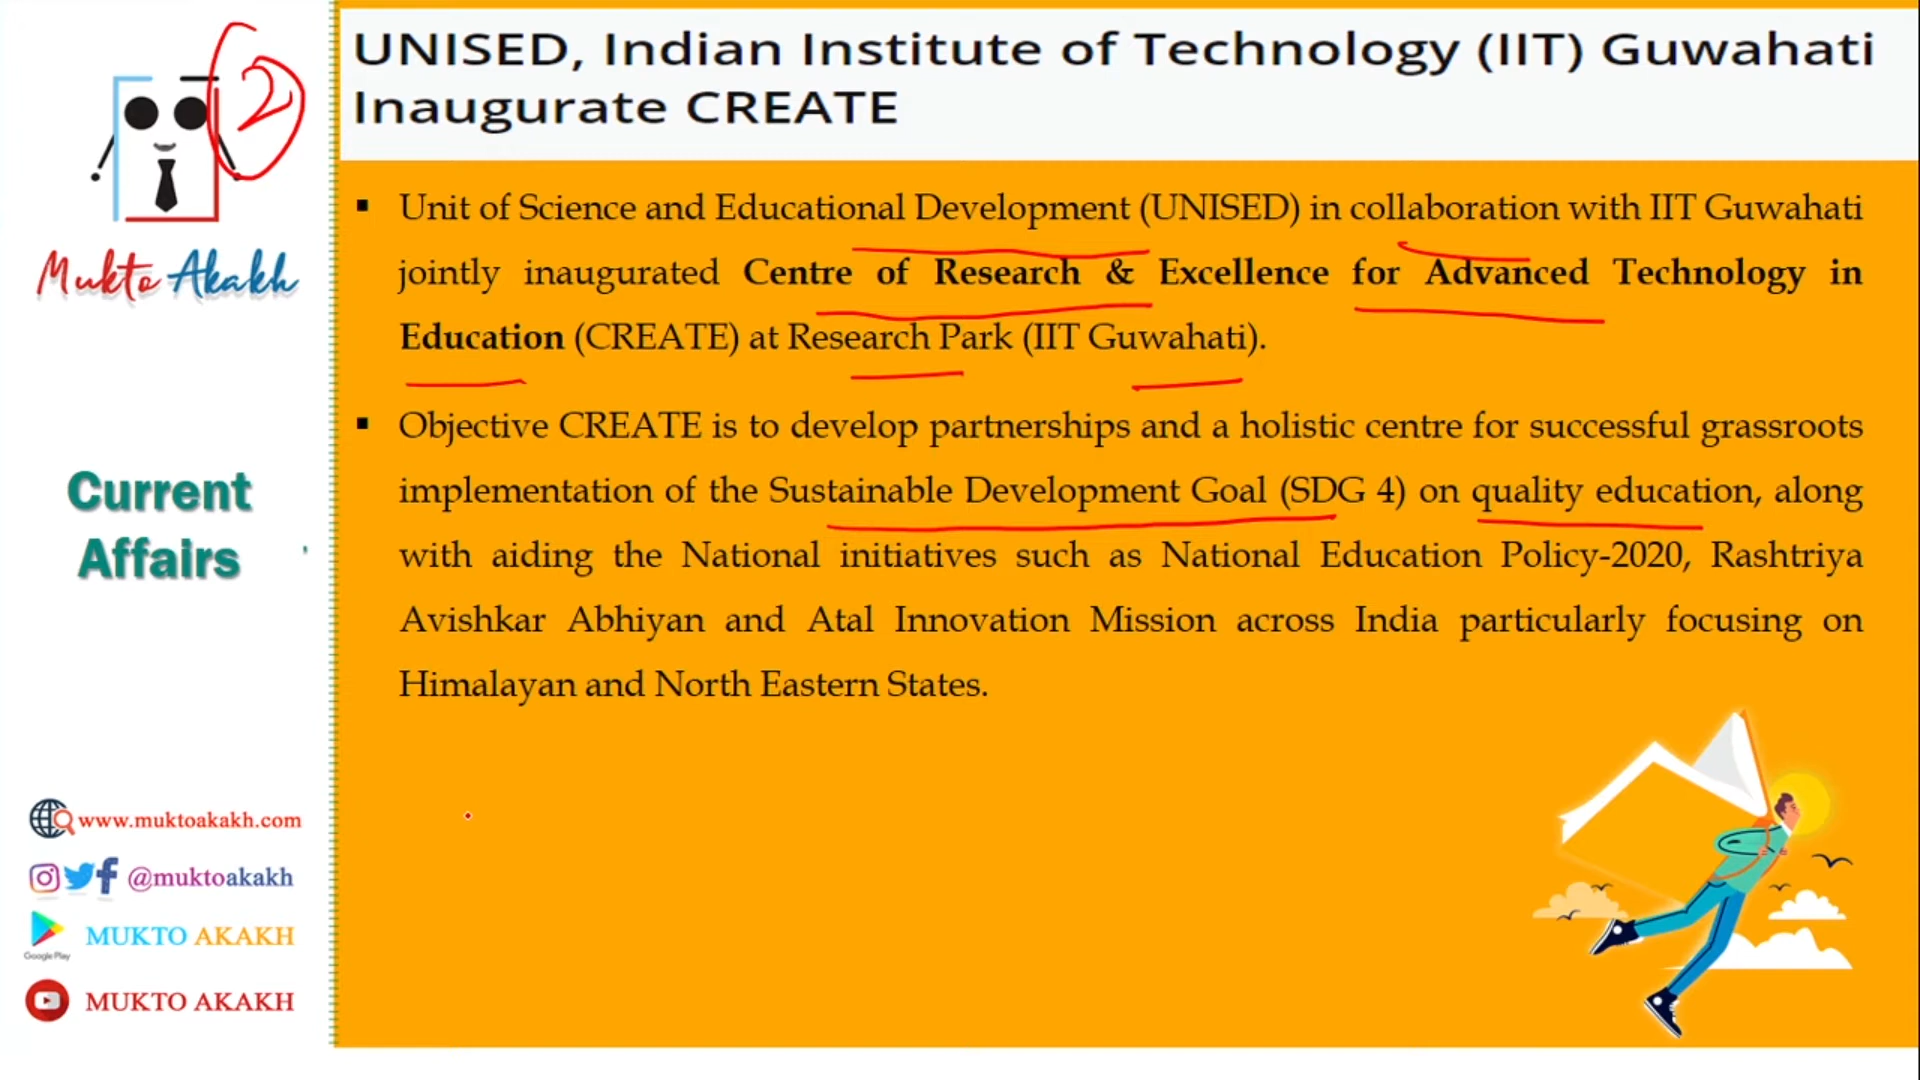 UNISED, Indian Institute of Technology (IIT) Guwahati
Inaugurate CREATE
2
Mukto Akakh
▪ Unit of Science and Educational Development (UNISED) in collaboration with IIT Guwahati
jointly inaugurated Centre of Research & Excellence for Advanced Technology in
Education (CREATE) at Research Park (IIT Guwahati).
▪ Objective CREATE is to develop partnerships and a holistic centre for successful grassroots
implementation of the Sustainable Development Goal (SDG 4) on quality education, along
with aiding the National initiatives such as National Education Policy-2020, Rashtriya
Avishkar Abhiyan and Atal Innovation Mission across India particularly focusing on
Himalayan and North Eastern States.
Current
Affairs
www.muktoakakh.com
@muktoakakh
MUKTO AKAKH
Google Play
MUKTO AKAKH